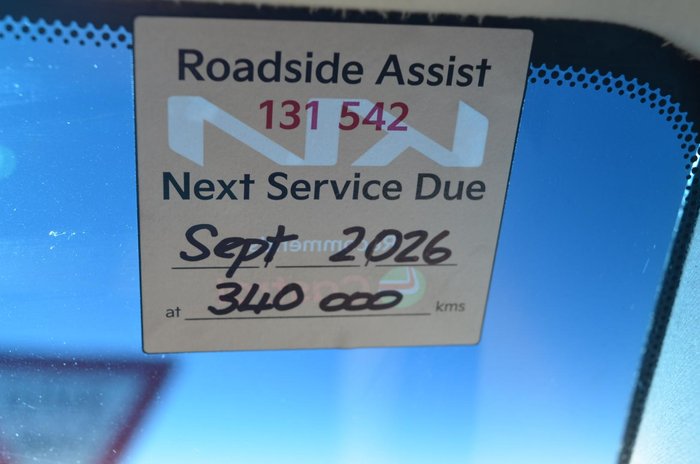 Roadside Assist
131 542
Next Service Due
Sept 2026
at 340 000 kms